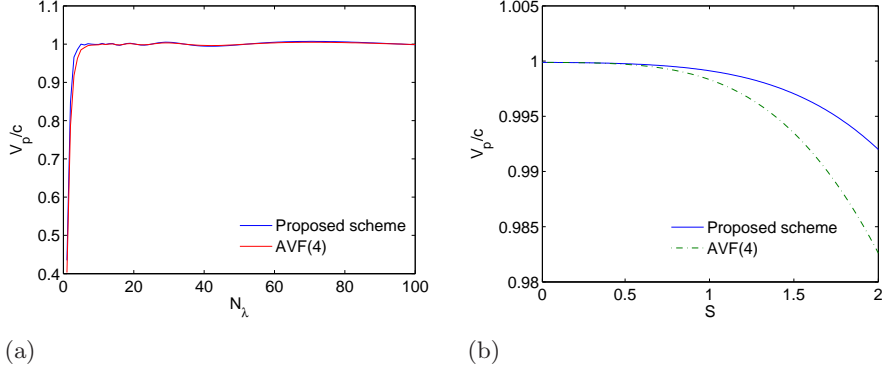 1.1
1
0.9
0.8
0.7
0.6
0.5
0.4
V_p/c
0
20
40
60
80
100
N_λ
Proposed scheme
AVF(4)
(a)
1.005
1
0.995
0.99
0.985
0.98
V_p/c
0
0.5
1
1.5
2
S
Proposed scheme
AVF(4)
(b)